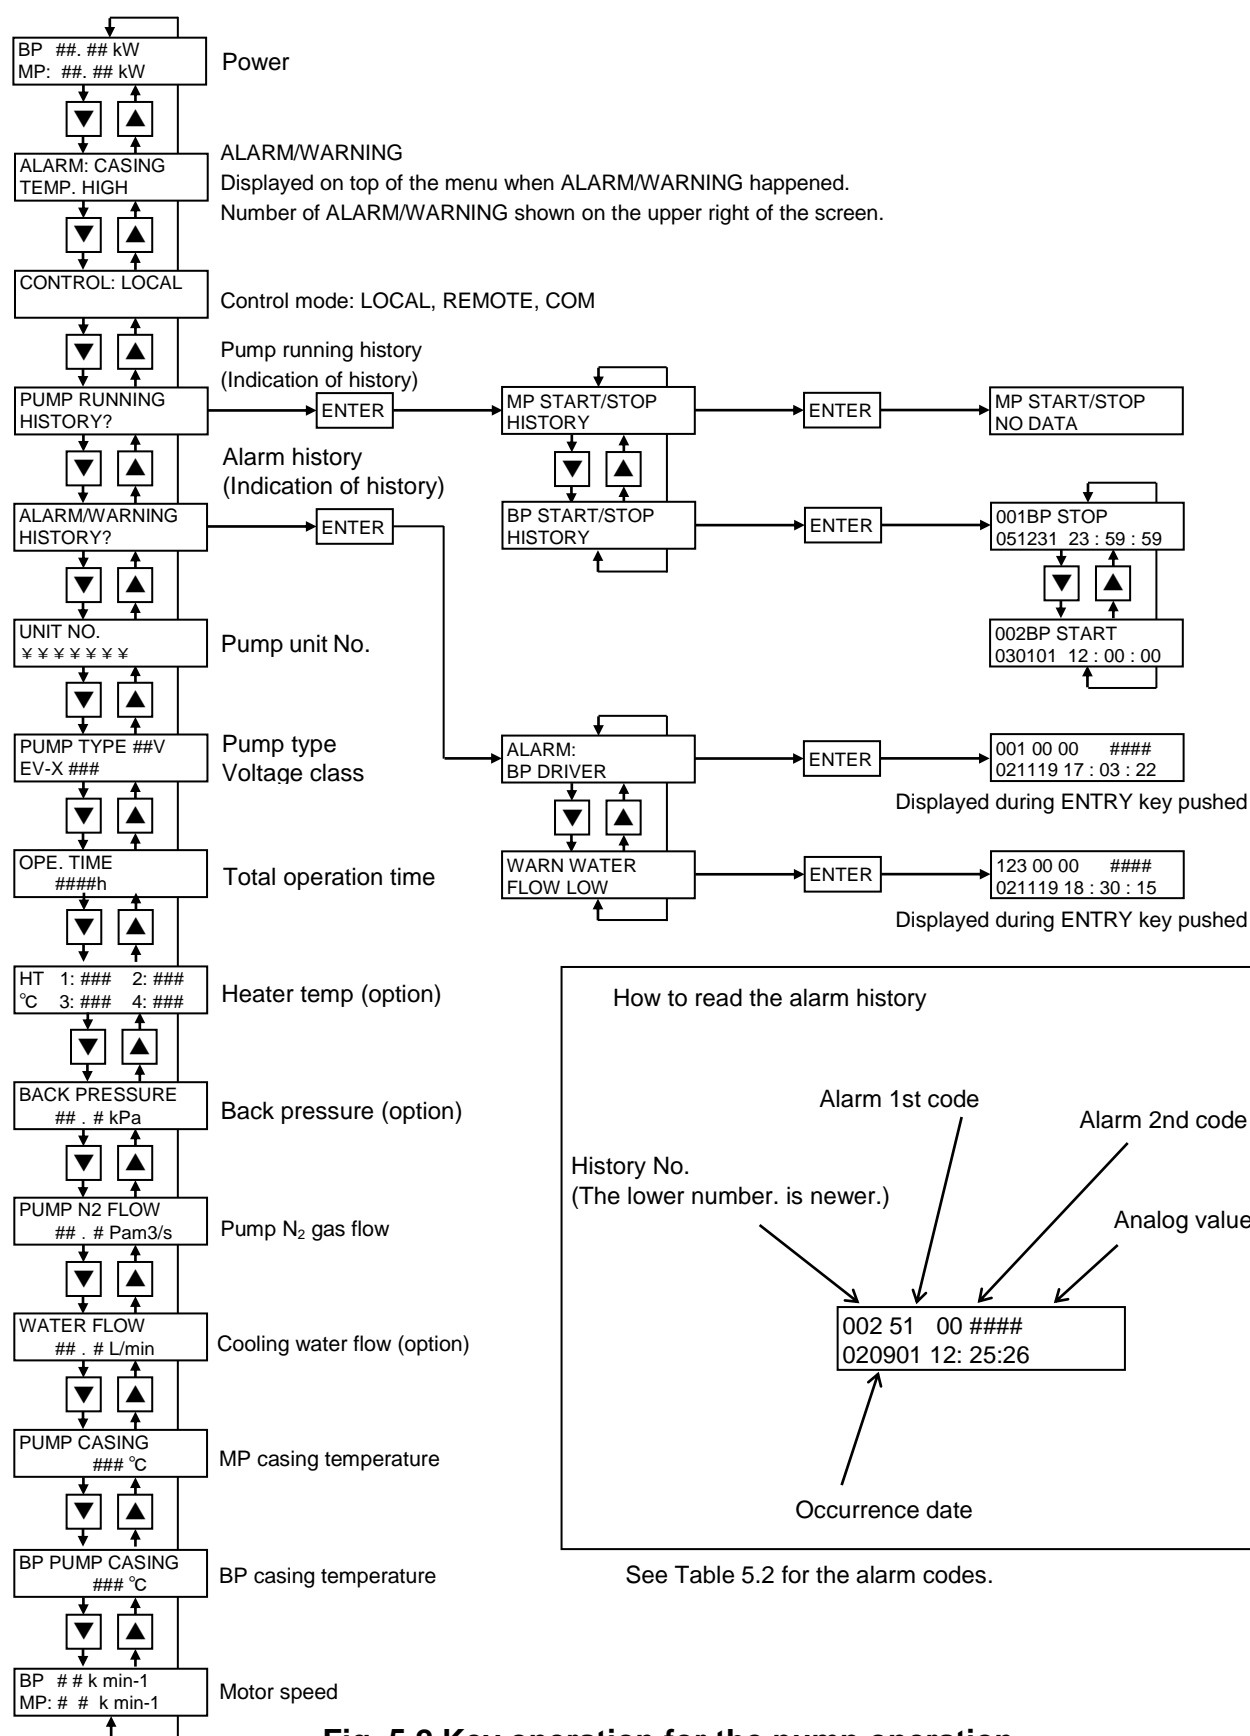 BP ##. ## kW
MP: ##. ## kW
Power
ALARM: CASING
TEMP. HIGH
ALARM/WARNING
Displayed on top of the menu when ALARM/WARNING happened.
Number of ALARM/WARNING shown on the upper right of the screen.
CONTROL: LOCAL
Control mode: LOCAL, REMOTE, COM
Pump running history
(Indication of history)
PUMP RUNNING
HISTORY?
ENTER
MP START/STOP
HISTORY
ENTER
MP START/STOP
NO DATA
Alarm history
(Indication of history)
ALARM/WARNING
HISTORY?
ENTER
BP START/STOP
HISTORY
ENTER
001BP STOP
051231 23 : 59 : 59
002BP START
030101 12 : 00 : 00
UNIT NO.
¥ ¥ ¥ ¥ ¥ ¥ ¥
Pump unit No.
PUMP TYPE ##V
EV-X ###
Pump type
Voltage class
ALARM:
BP DRIVER
ENTER
001 00 00 ####
021119 17 : 03 : 22
Displayed during ENTRY key pushed
OPE. TIME
####h
Total operation time
WARN WATER
FLOW LOW
ENTER
123 00 00 ####
021119 18 : 30 : 15
Displayed during ENTRY key pushed
HT 1: ### 2: ###
℃ 3: ### 4: ###
Heater temp (option)
BACK PRESSURE
## . # kPa
Back pressure (option)
PUMP N2 FLOW
## . # Pam3/s
Pump N₂ gas flow
WATER FLOW
## . # L/min
Cooling water flow (option)
PUMP CASING
### ℃
MP casing temperature
BP PUMP CASING
### ℃
BP casing temperature
BP # # k min-1
MP: # # k min-1
Motor speed
How to read the alarm history
Alarm 1st code
Alarm 2nd code
History No.
(The lower number. is newer.)
Analog value
002 51 00 ####
020901 12: 25:26
Occurrence date
See Table 5.2 for the alarm codes.